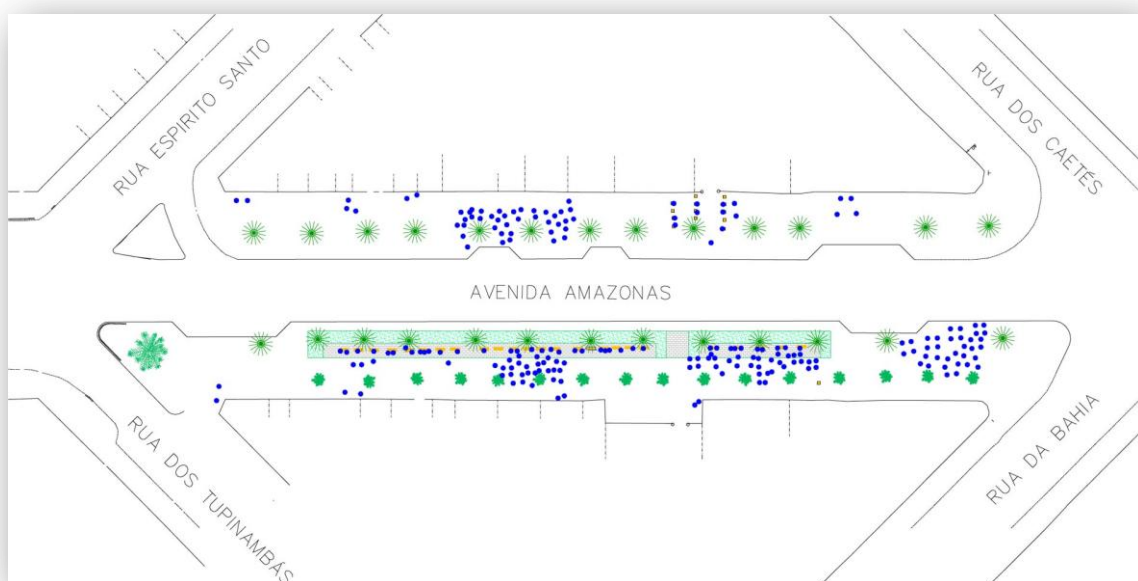 RUA ESPIRITO SANTO
RUA DOS CAETÉS
AVENIDA AMAZONAS
RUA DOS TUPINAMBÁS
RUA DA BAHIA